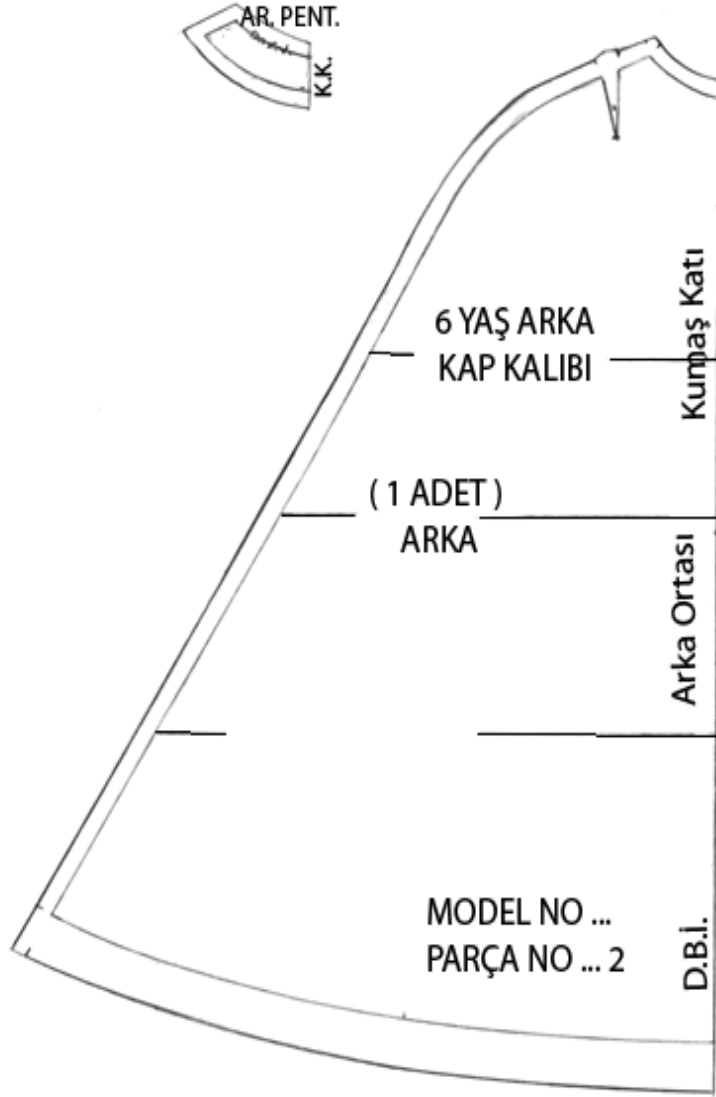 AR. PENT.
K.K.
6 YAŞ ARKA
KAP KALIBI
Kumaş Katı
( 1 ADET )
ARKA
Arka Ortası
MODEL NO ...
PARÇA NO ... 2
D.B.İ.